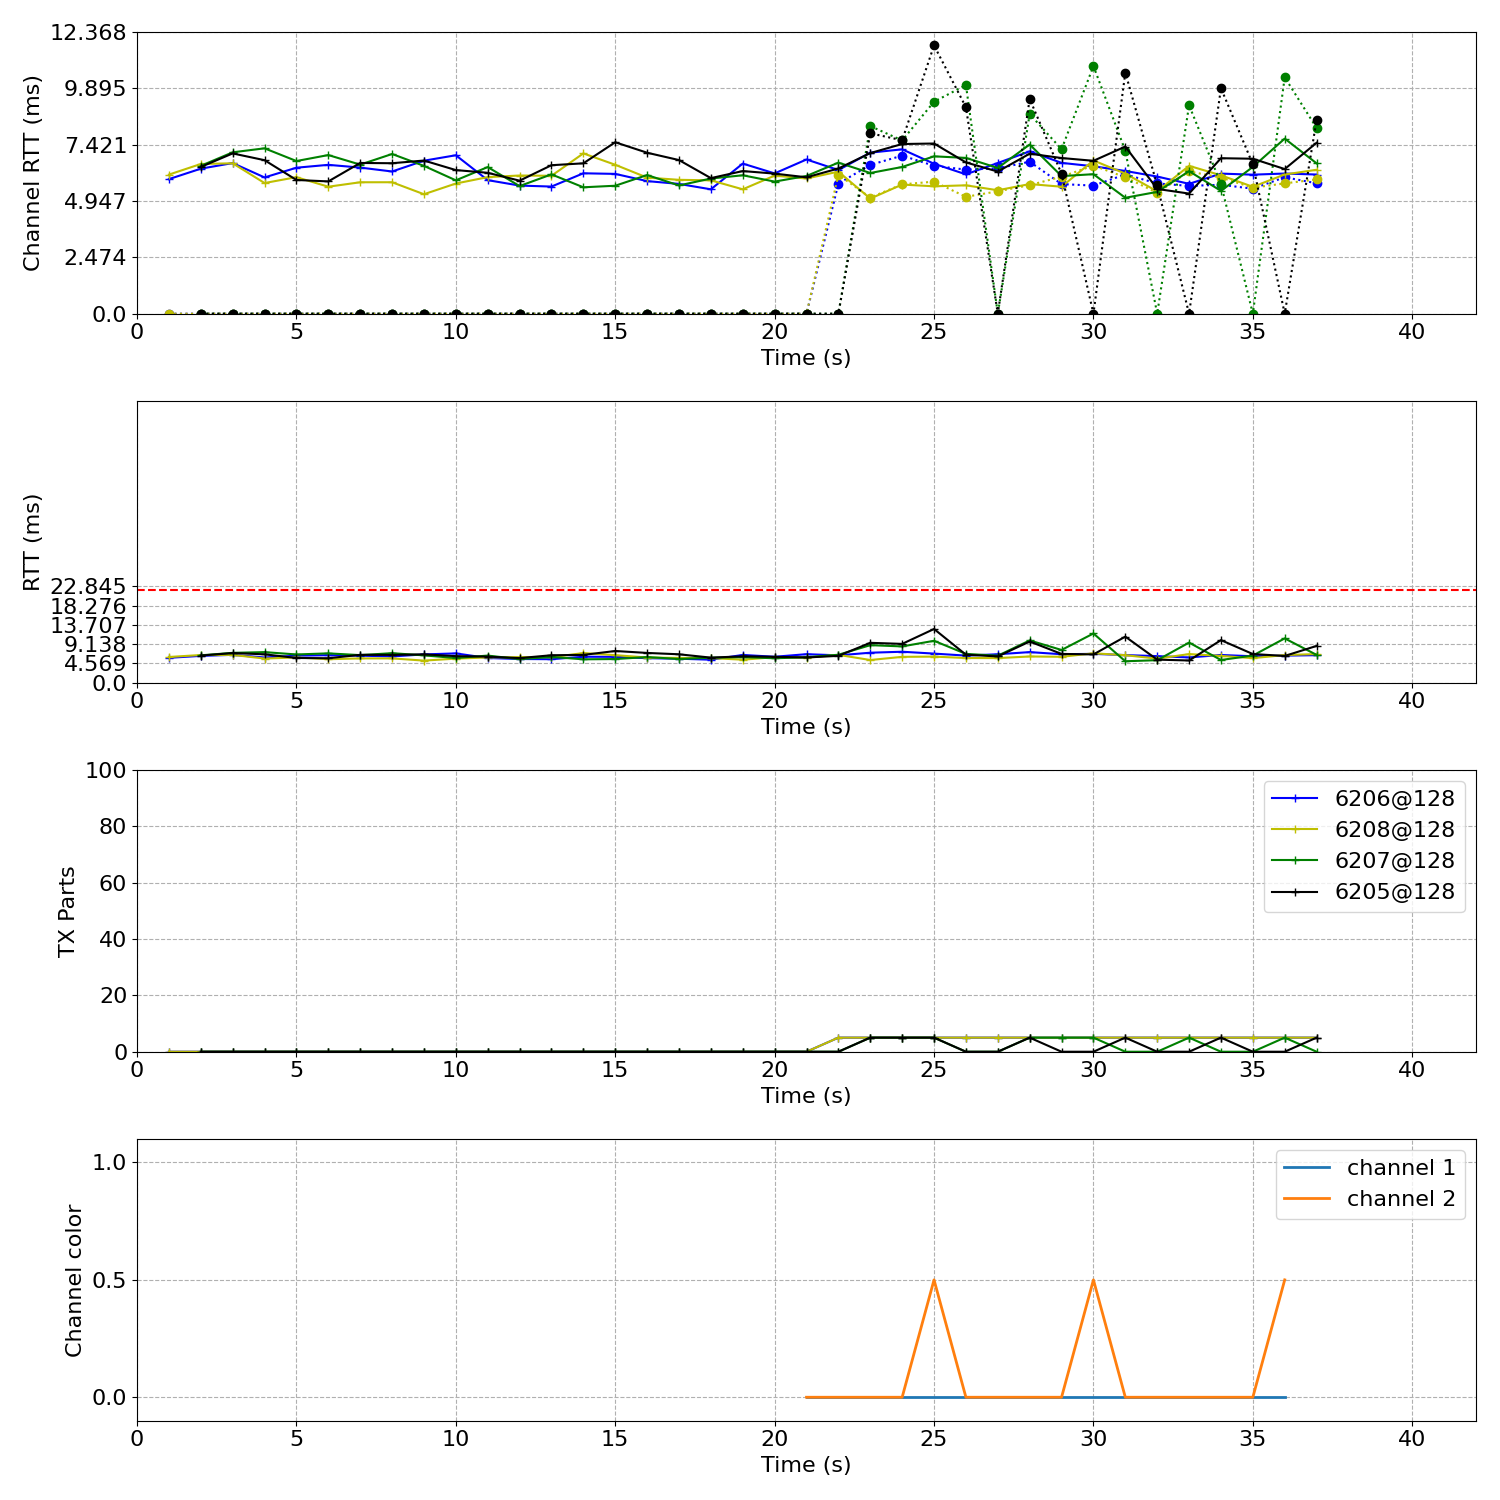 Channel RTT (ms)
12.368
9.895
7.421
4.947
2.474
0.0
0 5 10 15 20 25 30 35 40
Time (s)
RTT (ms)
22.845
18.276
13.707
9.138
4.569
0.0
0 5 10 15 20 25 30 35 40
Time (s)
TX Parts
100
80
60
40
20
0
6206@128
6208@128
6207@128
6205@128
0 5 10 15 20 25 30 35 40
Time (s)
Channel color
1.0
0.5
0.0
channel 1
channel 2
0 5 10 15 20 25 30 35 40
Time (s)